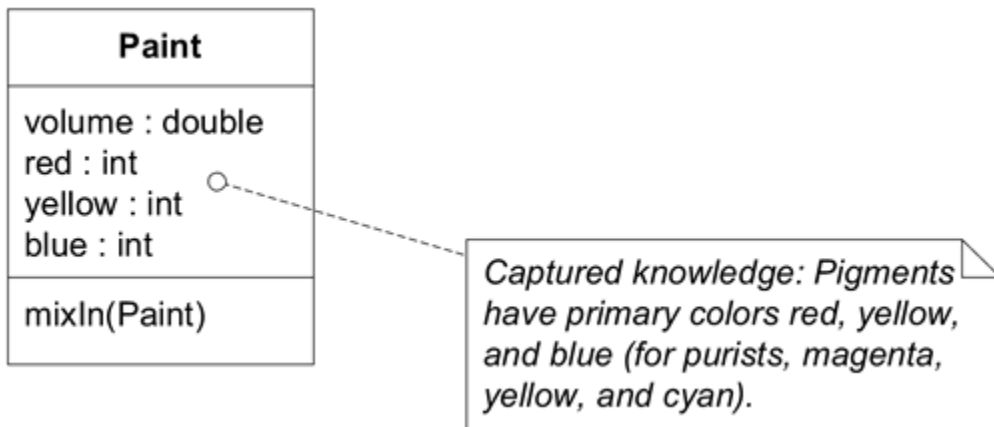 Paint
volume : double
red : int
yellow : int
blue : int
mixIn(Paint)
Captured knowledge: Pigments
have primary colors red, yellow,
and blue (for purists, magenta,
yellow, and cyan).